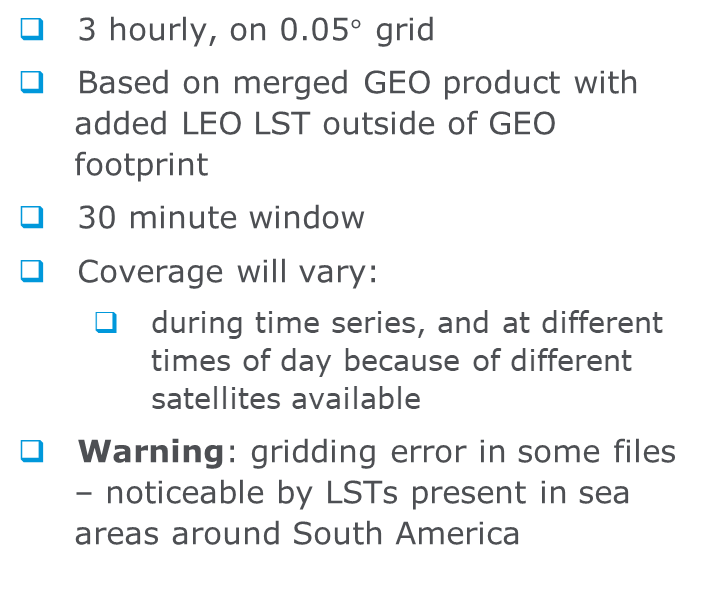 ❑ 3 hourly, on 0.05° grid
❑ Based on merged GEO product with
added LEO LST outside of GEO
footprint
❑ 30 minute window
❑ Coverage will vary:
❑ during time series, and at different
times of day because of different
satellites available
❑ Warning: gridding error in some files
– noticeable by LSTs present in sea
areas around South America